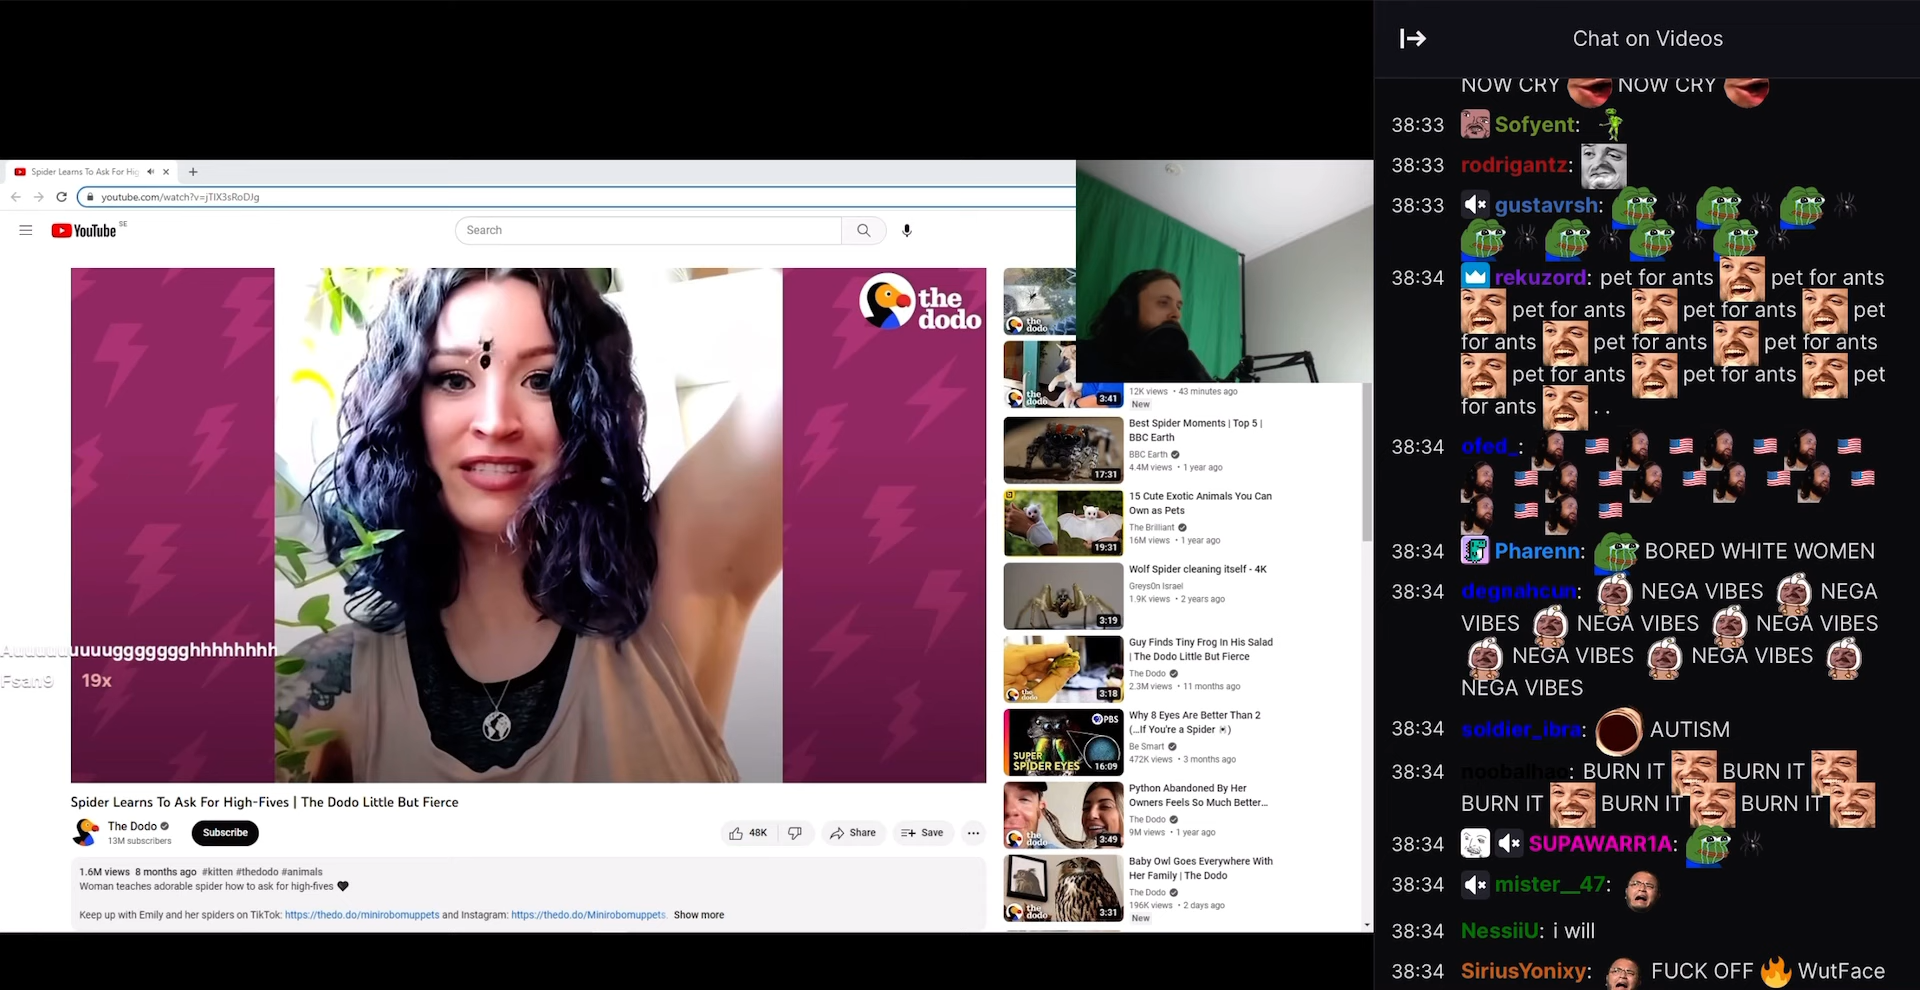 Chat on Videos
NOW CRY NOW CRY
38:33 Sofyent:
38:33 rodrigantz:
38:33 gustavrsh:
38:34 rekuzord: pet for ants pet for ants
pet for ants pet for ants pet
for ants pet for ants pet for ants
pet for ants pet for ants pet
for ants . .
38:34 ofed_:
38:34 Pharenn: BORED WHITE WOMEN
38:34 degnahcun: NEGA VIBES NEGA
VIBES NEGA VIBES NEGA VIBES
NEGA VIBES NEGA VIBES
NEGA VIBES
38:34 soldier_ibra: AUTISM
38:34 noobalhao: BURN IT BURN IT
BURN IT BURN IT BURN IT
38:34 SUPAWARR1A:
38:34 mister__47:
38:34 NessiiU: i will
38:34 SiriusYonixy: FUCK OFF WutFace
Spider Learns To Ask For Hig
youtube.com/watch?v=jTIX3sRoDJg
YouTube SE
Search
the
dodo
Auuuuuuuuugggggghhhhhhhh
Fsan9 19x
Spider Learns To Ask For High-Fives | The Dodo Little But Fierce
The Dodo
13M subscribers
Subscribe
48K
Share
Save
1.6M views 8 months ago #kitten #thedodo #animals
Woman teaches adorable spider how to ask for high-fives
Keep up with Emily and her spiders on TikTok: https://thedo.do/minirobomuppets and Instagram: https://thedo.do/Minirobomuppets. Show more
the
dodo
the
dodo
3:41
12K views • 43 minutes ago
New
17:31
Best Spider Moments | Top 5 |
BBC Earth
BBC Earth
4.4M views • 1 year ago
19:31
15 Cute Exotic Animals You Can
Own as Pets
The Brilliant
16M views • 1 year ago
3:19
Wolf Spider cleaning itself - 4K
GreysOn Israel
1.9K views • 2 years ago
the
dodo
3:18
Guy Finds Tiny Frog In His Salad
| The Dodo Little But Fierce
The Dodo
2.3M views • 11 months ago
PBS
SUPER
SPIDER EYES
16:09
Why 8 Eyes Are Better Than 2
(...If You're a Spider )
Be Smart
472K views • 3 months ago
the
dodo
3:49
Python Abandoned By Her
Owners Feels So Much Better...
The Dodo
9M views • 1 year ago
the
dodo
3:31
Baby Owl Goes Everywhere With
Her Family | The Dodo
The Dodo
196K views • 2 days ago
New